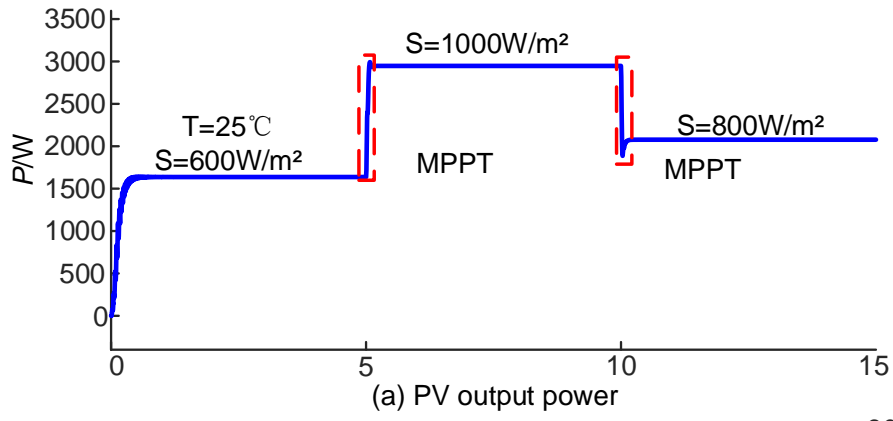 3500
3000
2500
2000
1500
1000
500
0
P/W
T=25℃
S=600W/m²
S=1000W/m²
MPPT
S=800W/m²
MPPT
0 5 10 15
(a) PV output power